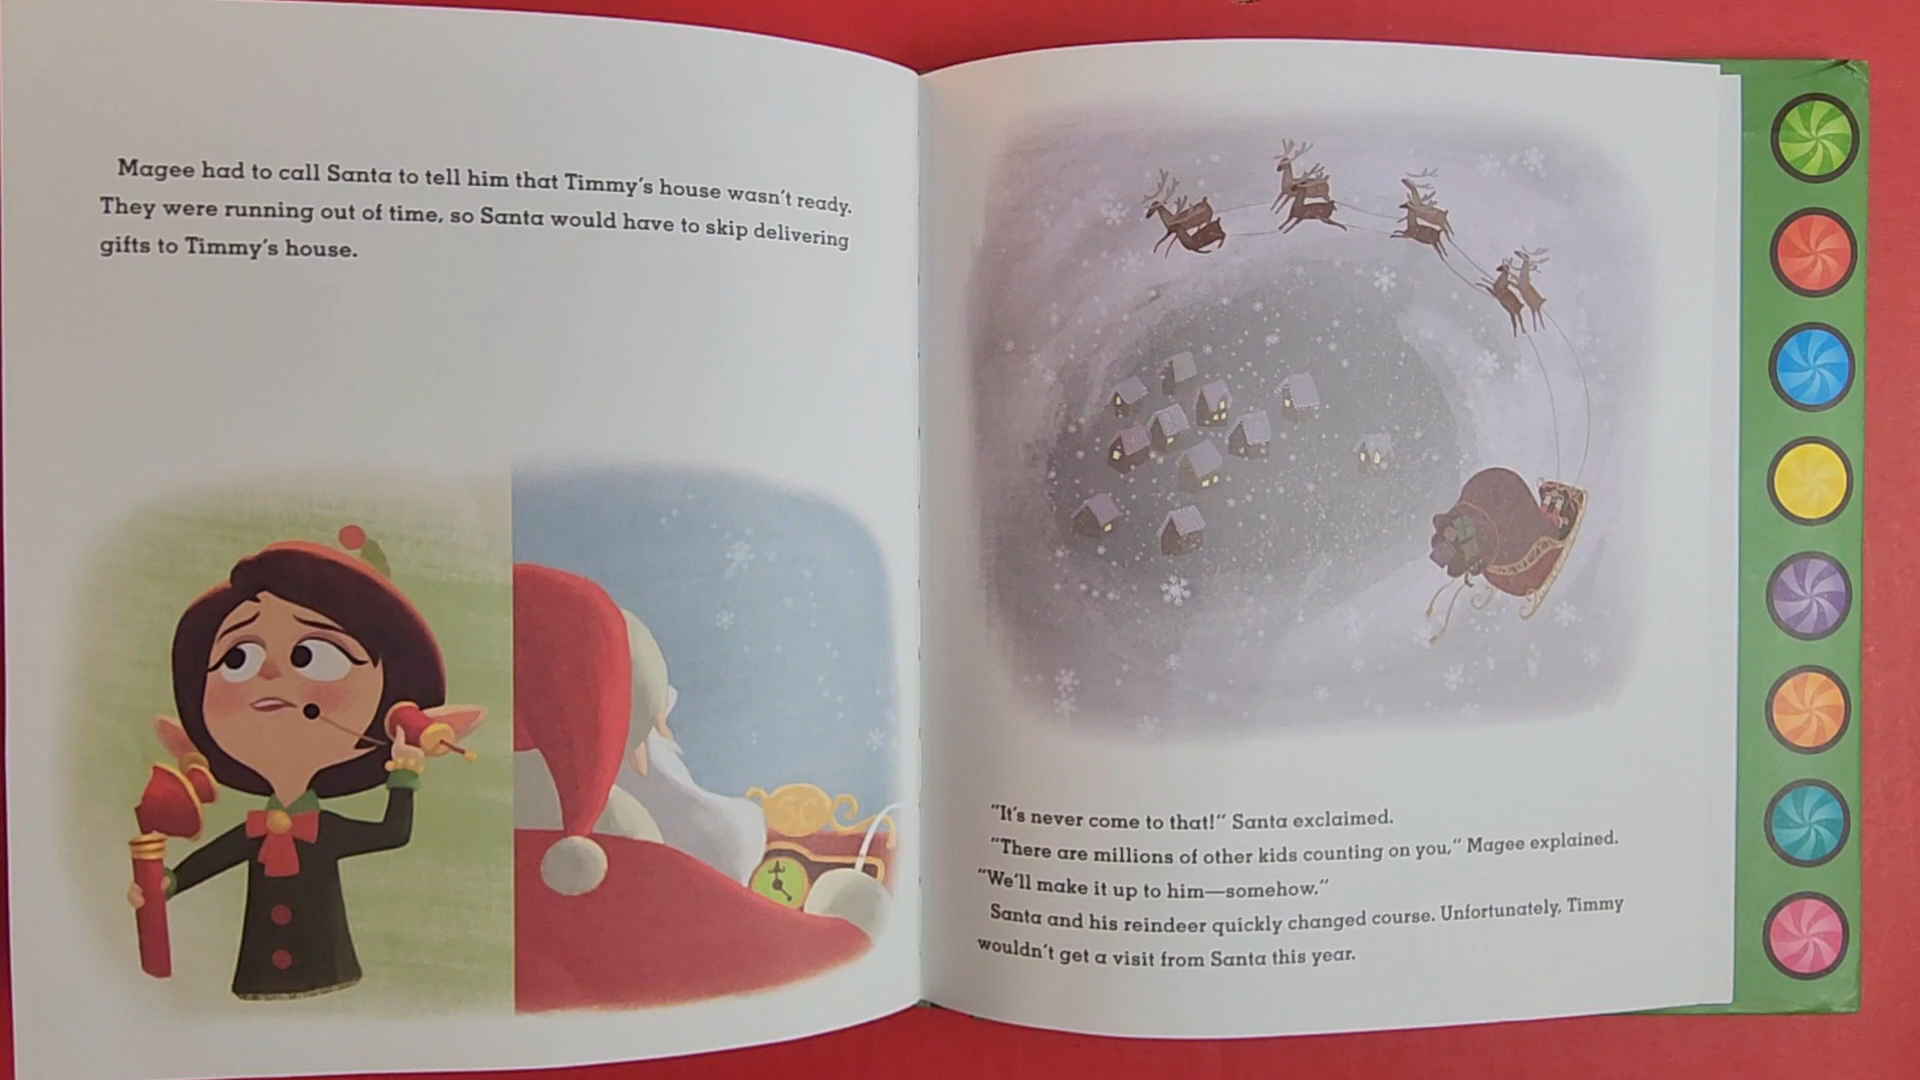 Magee had to call Santa to tell him that Timmy's house wasn't ready.
They were running out of time, so Santa would have to skip delivering
gifts to Timmy's house.
SC
"It's never come to that!" Santa exclaimed.
"There are millions of other kids counting on you," Magee explained.
"We'll make it up to him—somehow."
Santa and his reindeer quickly changed course. Unfortunately, Timmy
wouldn't get a visit from Santa this year.